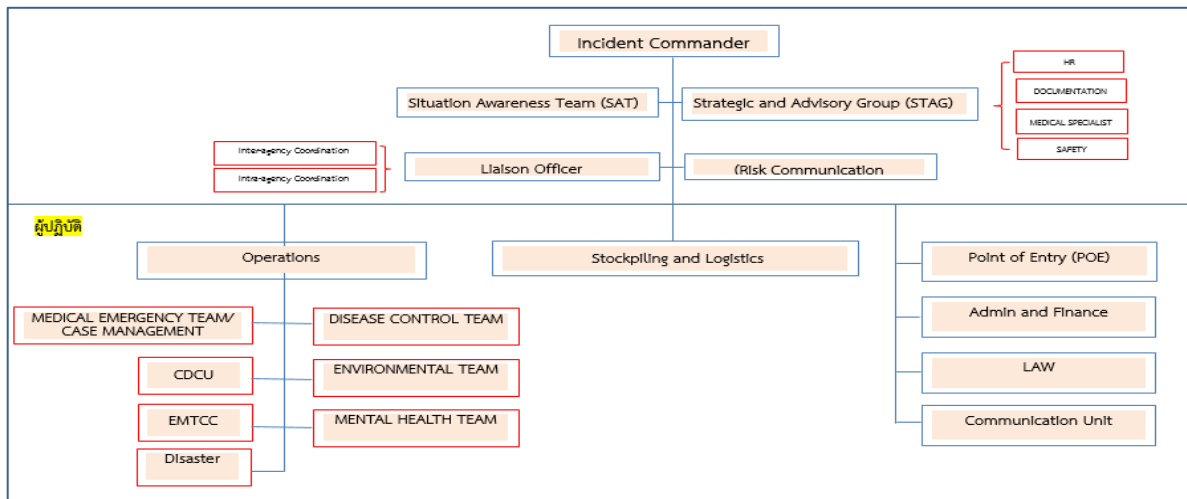 Incident Commander
HR
Situation Awareness Team (SAT)
Strategic and Advisory Group (STAG)
DOCUMENTATION
MEDICAL SPECIALIST
SAFETY
Inter-agency Coordination
Intra-agency Coordination
Liaison Officer
(Risk Communication
ผู้ปฏิบัติ
Operations
Stockpiling and Logistics
Point of Entry (POE)
MEDICAL EMERGENCY TEAM/
CASE MANAGEMENT
DISEASE CONTROL TEAM
Admin and Finance
CDCU
ENVIRONMENTAL TEAM
LAW
EMTCC
MENTAL HEALTH TEAM
Communication Unit
Disaster